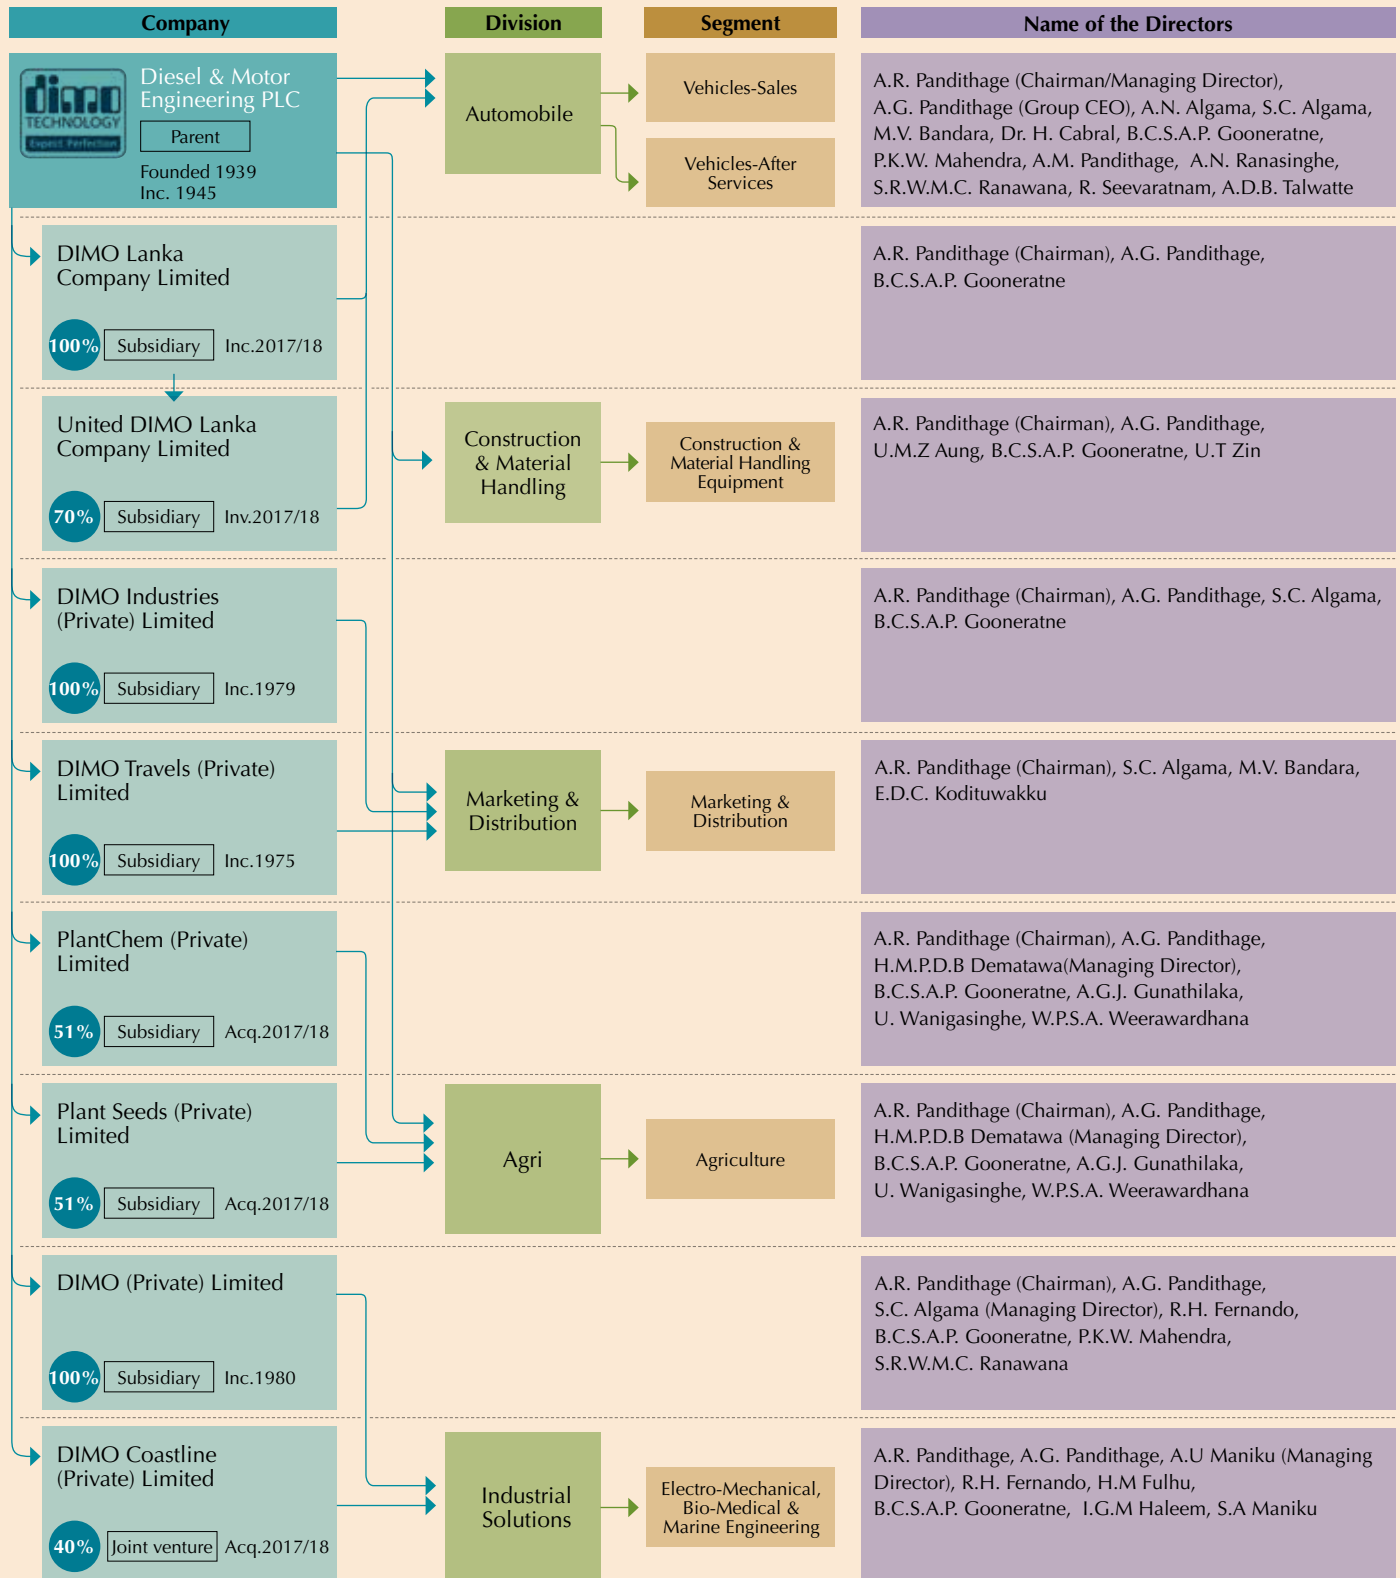 Company
Division
Segment
Name of the Directors
dimo
TECHNOLOGY
Expect Perfection
Diesel & Motor
Engineering PLC
Parent
Founded 1939
Inc. 1945
Automobile
Vehicles-Sales
Vehicles-After
Services
A.R. Pandithage (Chairman/Managing Director),
A.G. Pandithage (Group CEO), A.N. Algama, S.C. Algama,
M.V. Bandara, Dr. H. Cabral, B.C.S.A.P. Gooneratne,
P.K.W. Mahendra, A.M. Pandithage, A.N. Ranasinghe,
S.R.W.M.C. Ranawana, R. Seevaratnam, A.D.B. Talwatte
DIMO Lanka
Company Limited
100% Subsidiary Inc.2017/18
A.R. Pandithage (Chairman), A.G. Pandithage,
B.C.S.A.P. Gooneratne
United DIMO Lanka
Company Limited
70% Subsidiary Inv.2017/18
Construction
& Material
Handling
Construction &
Material Handling
Equipment
A.R. Pandithage (Chairman), A.G. Pandithage,
U.M.Z Aung, B.C.S.A.P. Gooneratne, U.T Zin
DIMO Industries
(Private) Limited
100% Subsidiary Inc.1979
A.R. Pandithage (Chairman), A.G. Pandithage, S.C. Algama,
B.C.S.A.P. Gooneratne
DIMO Travels (Private)
Limited
100% Subsidiary Inc.1975
Marketing &
Distribution
Marketing &
Distribution
A.R. Pandithage (Chairman), S.C. Algama, M.V. Bandara,
E.D.C. Kodituwakku
PlantChem (Private)
Limited
51% Subsidiary Acq.2017/18
A.R. Pandithage (Chairman), A.G. Pandithage,
H.M.P.D.B Dematawa(Managing Director),
B.C.S.A.P. Gooneratne, A.G.J. Gunathilaka,
U. Wanigasinghe, W.P.S.A. Weerawardhana
Plant Seeds (Private)
Limited
51% Subsidiary Acq.2017/18
Agri
Agriculture
A.R. Pandithage (Chairman), A.G. Pandithage,
H.M.P.D.B Dematawa (Managing Director),
B.C.S.A.P. Gooneratne, A.G.J. Gunathilaka,
U. Wanigasinghe, W.P.S.A. Weerawardhana
DIMO (Private) Limited
100% Subsidiary Inc.1980
A.R. Pandithage (Chairman), A.G. Pandithage,
S.C. Algama (Managing Director), R.H. Fernando,
B.C.S.A.P. Gooneratne, P.K.W. Mahendra,
S.R.W.M.C. Ranawana
DIMO Coastline
(Private) Limited
40% Joint venture Acq.2017/18
Industrial
Solutions
Electro-Mechanical,
Bio-Medical &
Marine Engineering
A.R. Pandithage, A.G. Pandithage, A.U Maniku (Managing
Director), R.H. Fernando, H.M Fulhu,
B.C.S.A.P. Gooneratne, I.G.M Haleem, S.A Maniku